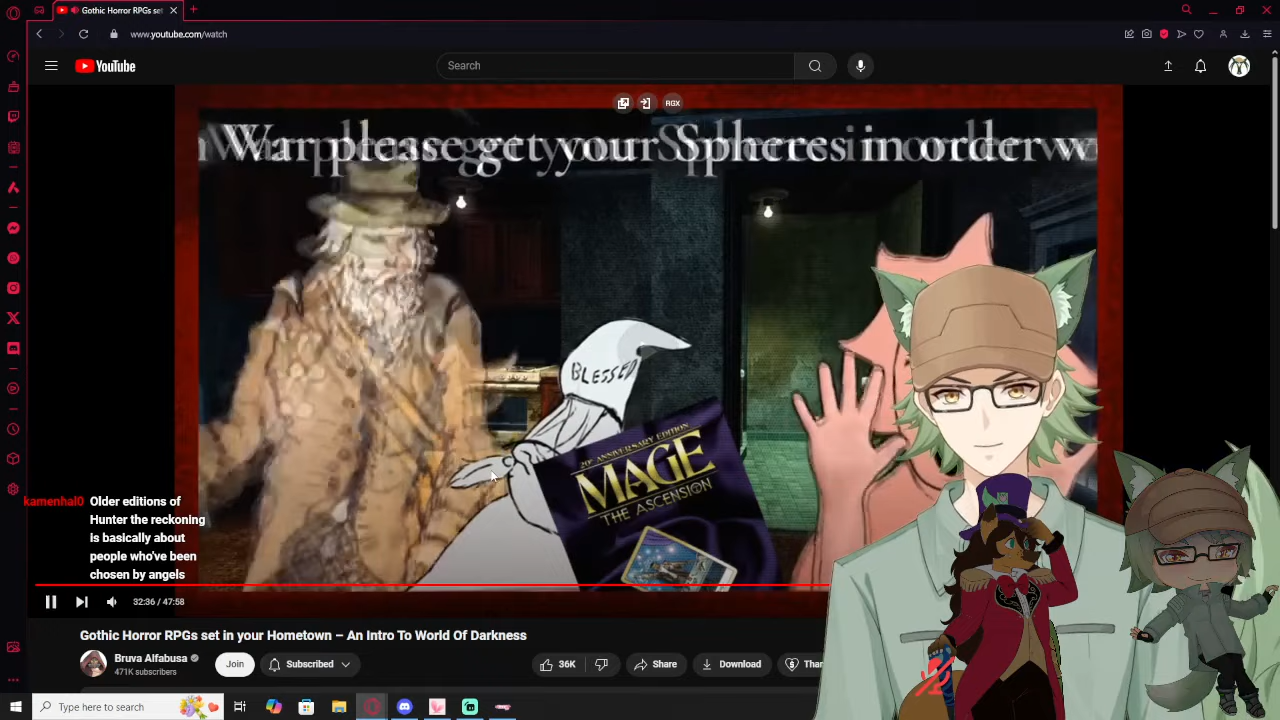 Gothic Horror RPGs set
www.youtube.com/watch
YouTube
Search
RGX
War please get your Spheres in order w
BLESSED
20TH ANNIVERSARY EDITION
MAGE
THE ASCENSION
kamenhal0 Older editions of
Hunter the reckoning
is basically about
people who've been
chosen by angels
32:36 / 47:58
Gothic Horror RPGs set in your Hometown – An Intro To World Of Darkness
Bruva Alfabusa
471K subscribers
Join
Subscribed
36K
Share
Download
Than
Type here to search